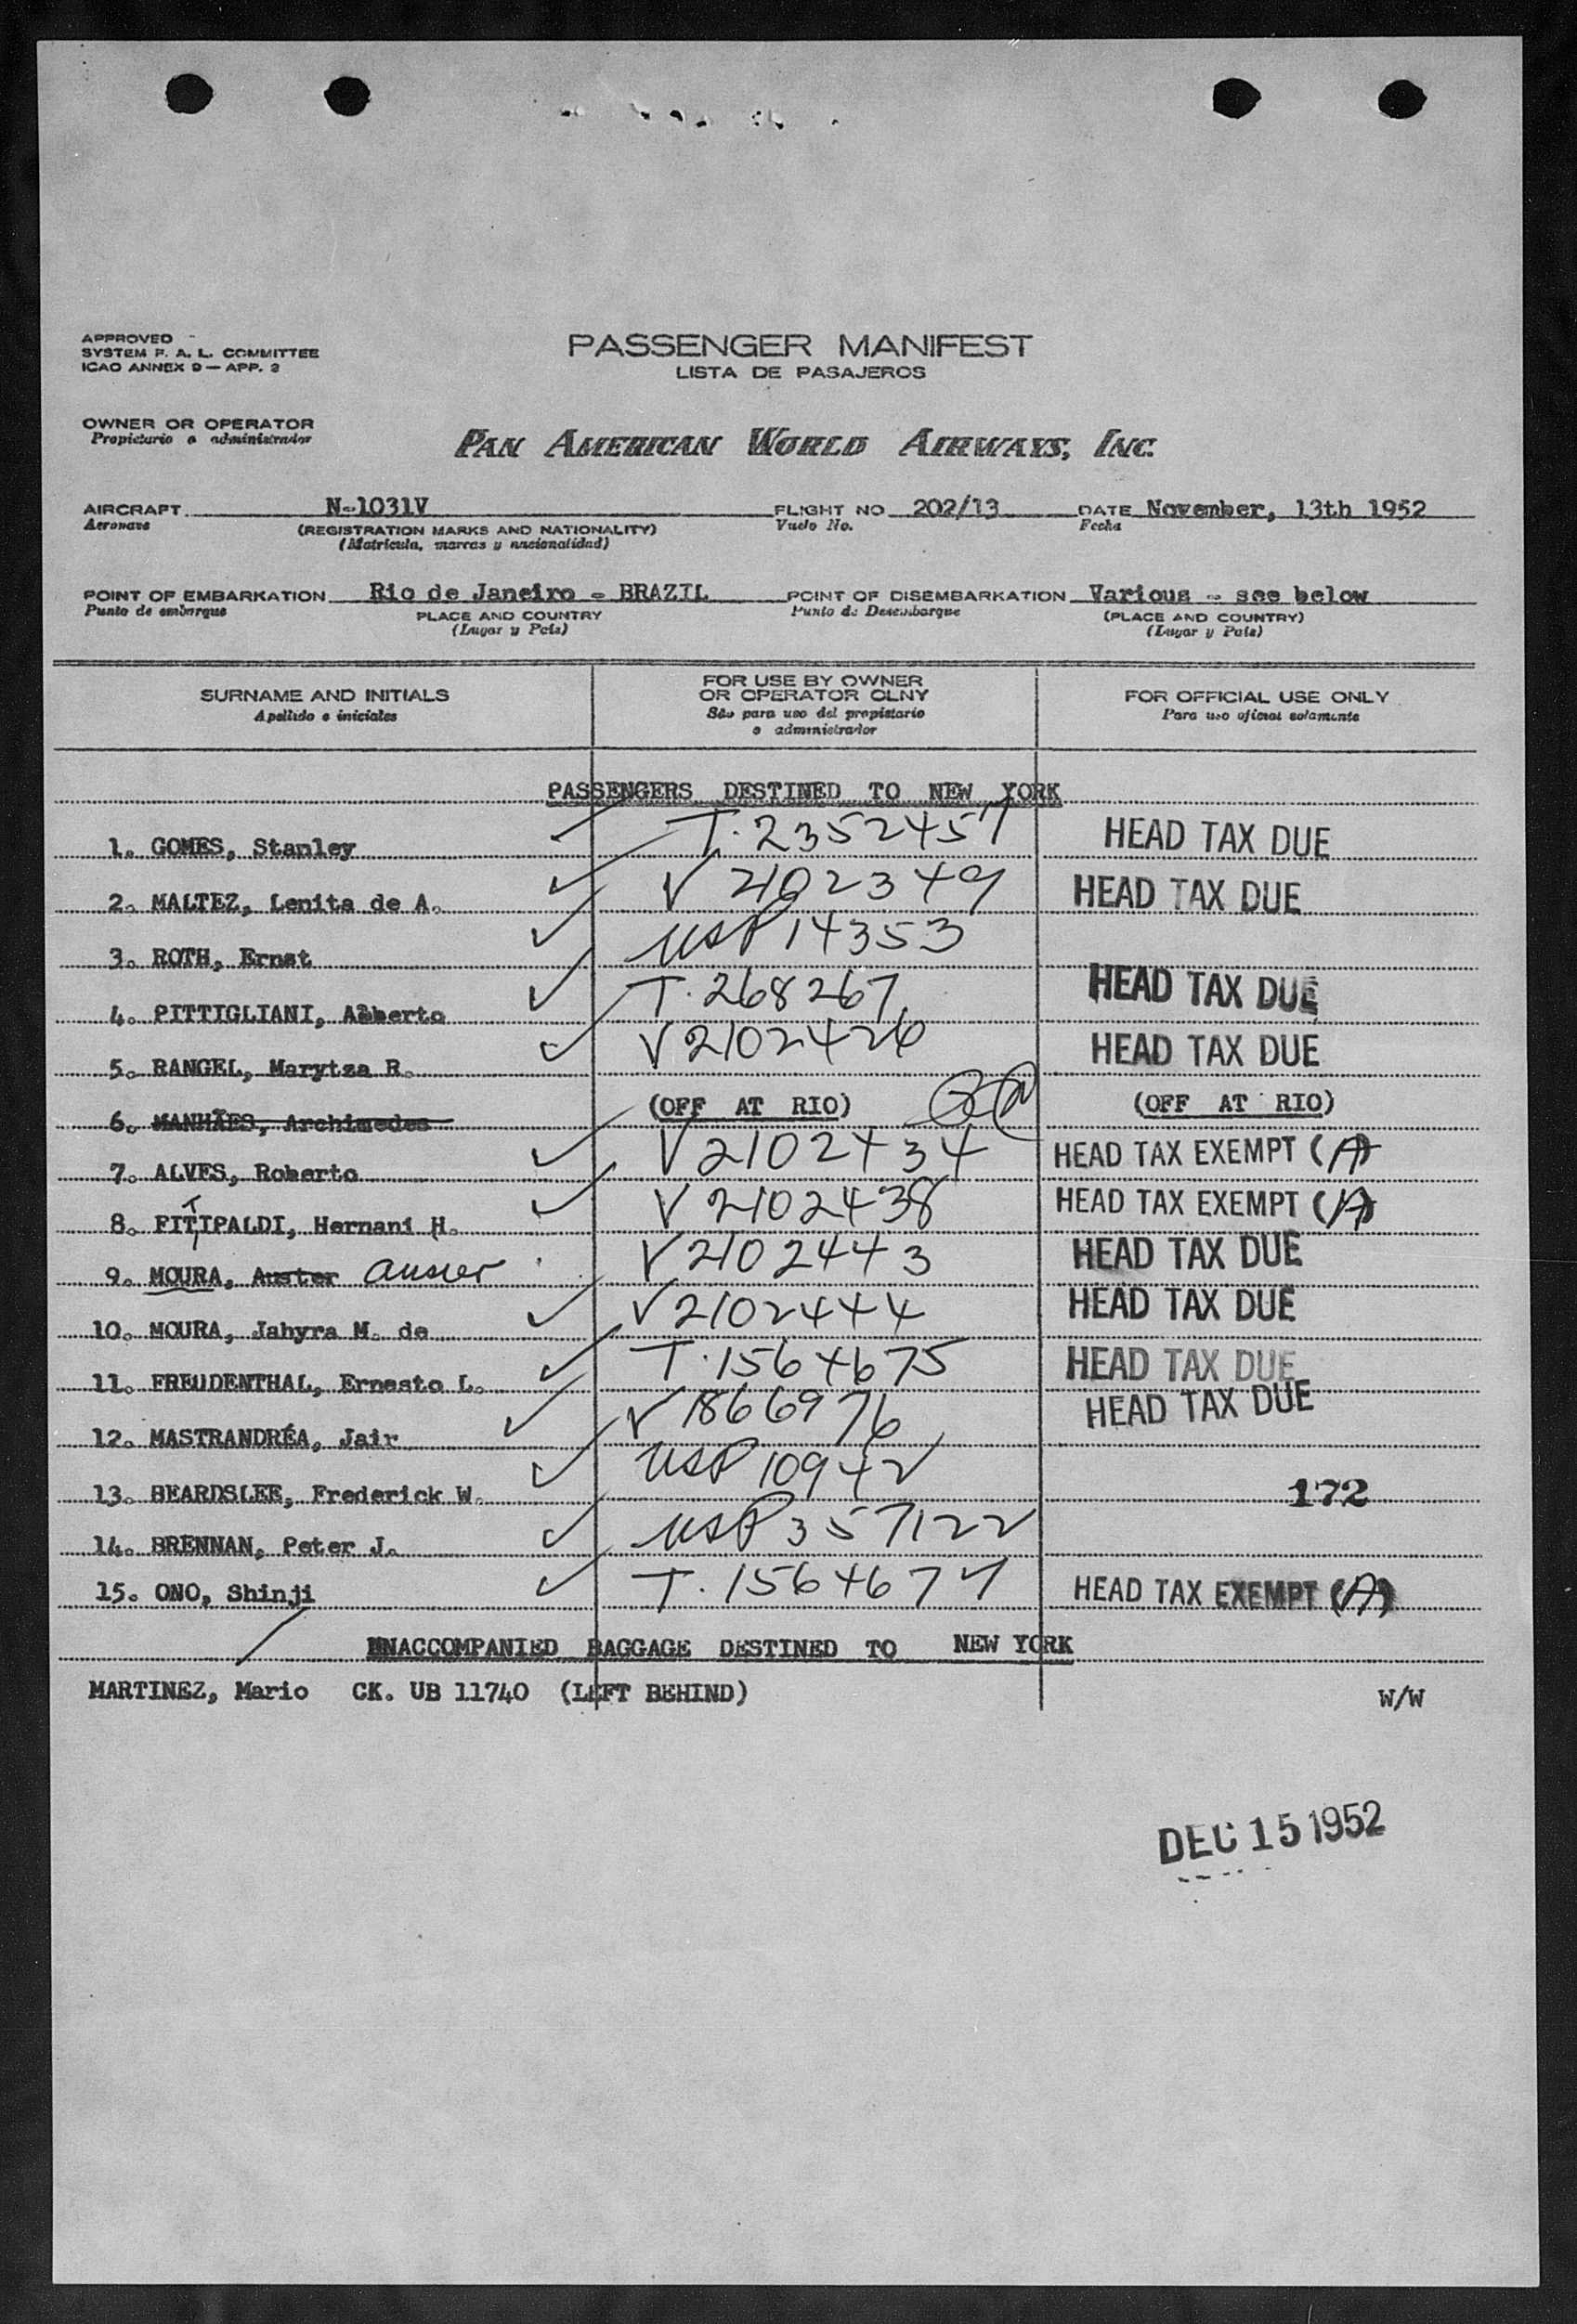 APPROVED
SYSTEM F. A. L. COMMITTEE
ICAO ANNEX 9 — APP. 2
PASSENGER MANIFEST
LISTA DE PASAJEROS
OWNER OR OPERATOR
Propietario o administrador
PAN AMERICAN WORLD AIRWAYS, INC.
AIRCRAFT N-1031V FLIGHT NO 202/13 DATE November, 13th 1952
Aeronave (REGISTRATION MARKS AND NATIONALITY) Vuelo No. Fecha
(Matricula, marcas y nacionalidad)
POINT OF EMBARKATION Rio de Janeiro - BRAZIL POINT OF DISEMBARKATION Various - see below
Punto de embarque PLACE AND COUNTRY Punto de Desembarque (PLACE AND COUNTRY)
(Lugar y Pais) (Lugar y Pais)
SURNAME AND INITIALS
Apellido e iniciales
FOR USE BY OWNER
OR OPERATOR ONLY
Sólo para uso del propietario
o administrador
FOR OFFICIAL USE ONLY
Para uso oficial solamente
PASSENGERS DESTINED TO NEW YORK
1. GOMES, Stanley T. 2352457 HEAD TAX DUE
2. MALTEZ, Lenita de A. V 2102349 HEAD TAX DUE
3. ROTH, Ernst USP 14353
4. PITTIGLIANI, Alberto T. 268267 HEAD TAX DUE
5. RANGEL, Marytza R. V 2102426 HEAD TAX DUE
6. MANHÃES, Archimedes (OFF AT RIO) (OFF AT RIO)
7. ALVES, Roberto V 2102434 HEAD TAX EXEMPT (A)
8. FITTIPALDI, Hernani H. V 2102438 HEAD TAX EXEMPT (A)
9. MOURA, Auster V 2102443 HEAD TAX DUE
10. MOURA, Jahyra M. de V 2102444 HEAD TAX DUE
11. FREUDENTHAL, Ernesto L. T. 1564675 HEAD TAX DUE
12. MASTRANDRÉA, Jair V 1866976 HEAD TAX DUE
13. BEARDSLEE, Frederick W. USP 10942 172
14. BRENNAN, Peter J. USP 357122
15. ONO, Shinji T. 1564677 HEAD TAX EXEMPT (A)
UNACCOMPANIED BAGGAGE DESTINED TO NEW YORK
MARTINEZ, Mario CK. UB 11740 (LEFT BEHIND) W/W
DEC 15 1952